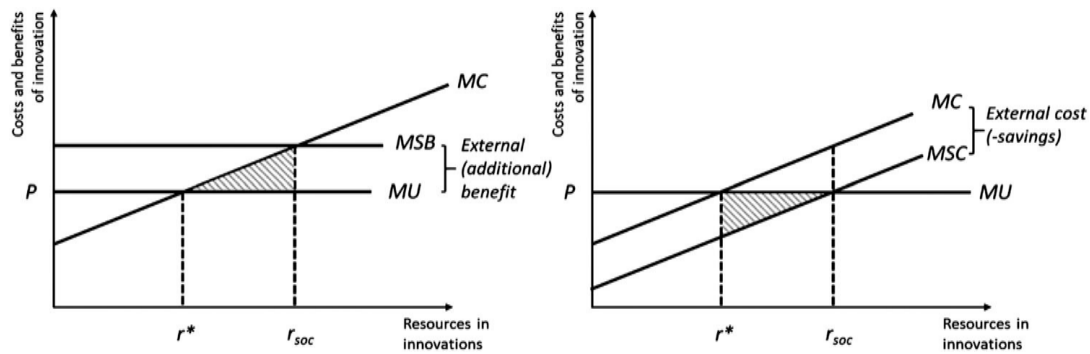 Costs and benefits
of innovation
MC
MSB
External
(additional)
benefit
P
MU
r*
r_soc
Resources in
innovations
Costs and benefits
of innovation
MC
External cost
(-savings)
MSC
P
MU
r*
r_soc
Resources in
innovations